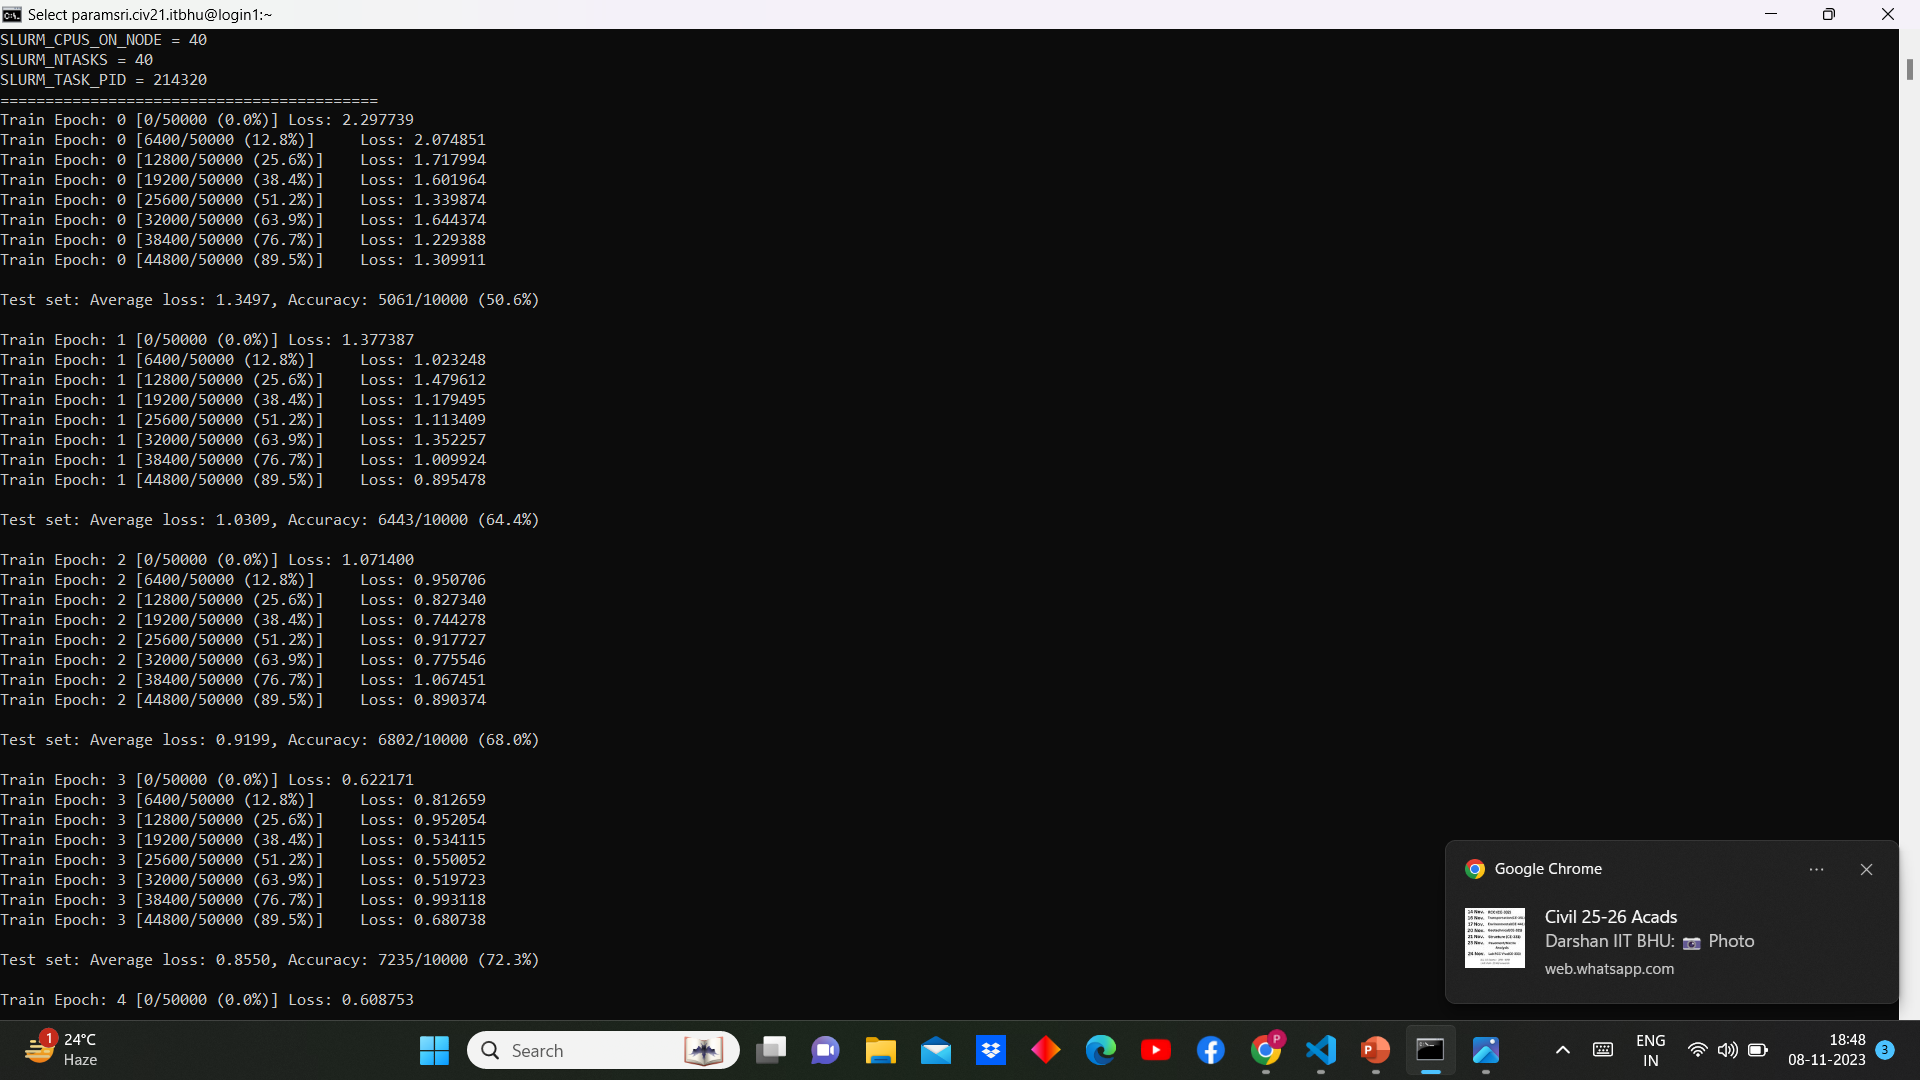 Select paramsri.civ21.itbhu@login1:~
SLURM_CPUS_ON_NODE = 40
SLURM_NTASKS = 40
SLURM_TASK_PID = 214320
==========================================
Train Epoch: 0 [0/50000 (0.0%)] Loss: 2.297739
Train Epoch: 0 [6400/50000 (12.8%)]     Loss: 2.074851
Train Epoch: 0 [12800/50000 (25.6%)]    Loss: 1.717994
Train Epoch: 0 [19200/50000 (38.4%)]    Loss: 1.601964
Train Epoch: 0 [25600/50000 (51.2%)]    Loss: 1.339874
Train Epoch: 0 [32000/50000 (63.9%)]    Loss: 1.644374
Train Epoch: 0 [38400/50000 (76.7%)]    Loss: 1.229388
Train Epoch: 0 [44800/50000 (89.5%)]    Loss: 1.309911
Test set: Average loss: 1.3497, Accuracy: 5061/10000 (50.6%)
Train Epoch: 1 [0/50000 (0.0%)] Loss: 1.377387
Train Epoch: 1 [6400/50000 (12.8%)]     Loss: 1.023248
Train Epoch: 1 [12800/50000 (25.6%)]    Loss: 1.479612
Train Epoch: 1 [19200/50000 (38.4%)]    Loss: 1.179495
Train Epoch: 1 [25600/50000 (51.2%)]    Loss: 1.113409
Train Epoch: 1 [32000/50000 (63.9%)]    Loss: 1.352257
Train Epoch: 1 [38400/50000 (76.7%)]    Loss: 1.009924
Train Epoch: 1 [44800/50000 (89.5%)]    Loss: 0.895478
Test set: Average loss: 1.0309, Accuracy: 6443/10000 (64.4%)
Train Epoch: 2 [0/50000 (0.0%)] Loss: 1.071400
Train Epoch: 2 [6400/50000 (12.8%)]     Loss: 0.950706
Train Epoch: 2 [12800/50000 (25.6%)]    Loss: 0.827340
Train Epoch: 2 [19200/50000 (38.4%)]    Loss: 0.744278
Train Epoch: 2 [25600/50000 (51.2%)]    Loss: 0.917727
Train Epoch: 2 [32000/50000 (63.9%)]    Loss: 0.775546
Train Epoch: 2 [38400/50000 (76.7%)]    Loss: 1.067451
Train Epoch: 2 [44800/50000 (89.5%)]    Loss: 0.890374
Test set: Average loss: 0.9199, Accuracy: 6802/10000 (68.0%)
Train Epoch: 3 [0/50000 (0.0%)] Loss: 0.622171
Train Epoch: 3 [6400/50000 (12.8%)]     Loss: 0.812659
Train Epoch: 3 [12800/50000 (25.6%)]    Loss: 0.952054
Train Epoch: 3 [19200/50000 (38.4%)]    Loss: 0.534115
Train Epoch: 3 [25600/50000 (51.2%)]    Loss: 0.550052
Train Epoch: 3 [32000/50000 (63.9%)]    Loss: 0.519723
Train Epoch: 3 [38400/50000 (76.7%)]    Loss: 0.993118
Train Epoch: 3 [44800/50000 (89.5%)]    Loss: 0.680738
Test set: Average loss: 0.8550, Accuracy: 7235/10000 (72.3%)
Train Epoch: 4 [0/50000 (0.0%)] Loss: 0.608753
Google Chrome
Civil 25-26 Acads
Darshan IIT BHU: 📷 Photo
web.whatsapp.com
14 Nov.
16 Nov.
17 Nov.
20 Nov.
21 Nov.
23 Nov.
24 Nov.
1
24°C
Haze
Search
P
ENG
IN
18:48
08-11-2023
3